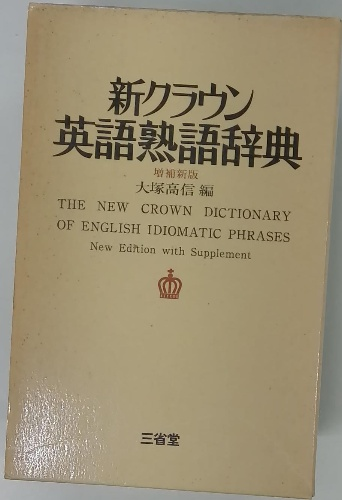 新クラウン
英語熟語辞典
増補新版
大塚高信 編
THE NEW CROWN DICTIONARY
OF ENGLISH IDIOMATIC PHRASES
New Edition with Supplement
三省堂